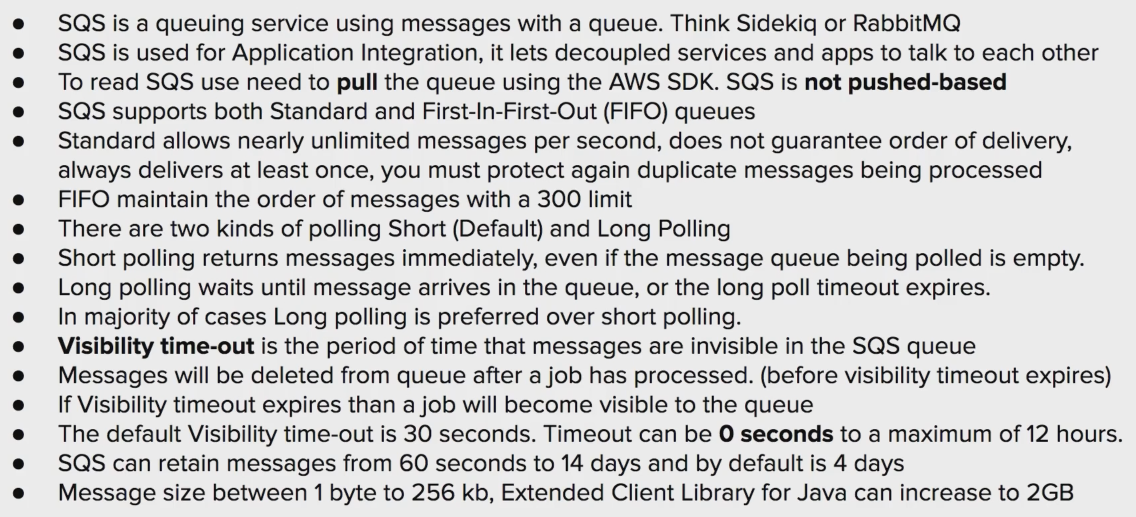 ● SQS is a queuing service using messages with a queue. Think Sidekiq or RabbitMQ
● SQS is used for Application Integration, it lets decoupled services and apps to talk to each other
● To read SQS use need to pull the queue using the AWS SDK. SQS is not pushed-based
● SQS supports both Standard and First-In-First-Out (FIFO) queues
● Standard allows nearly unlimited messages per second, does not guarantee order of delivery,
always delivers at least once, you must protect again duplicate messages being processed
● FIFO maintain the order of messages with a 300 limit
● There are two kinds of polling Short (Default) and Long Polling
● Short polling returns messages immediately, even if the message queue being polled is empty.
● Long polling waits until message arrives in the queue, or the long poll timeout expires.
● In majority of cases Long polling is preferred over short polling.
● Visibility time-out is the period of time that messages are invisible in the SQS queue
● Messages will be deleted from queue after a job has processed. (before visibility timeout expires)
● If Visibility timeout expires than a job will become visible to the queue
● The default Visibility time-out is 30 seconds. Timeout can be 0 seconds to a maximum of 12 hours.
● SQS can retain messages from 60 seconds to 14 days and by default is 4 days
● Message size between 1 byte to 256 kb, Extended Client Library for Java can increase to 2GB